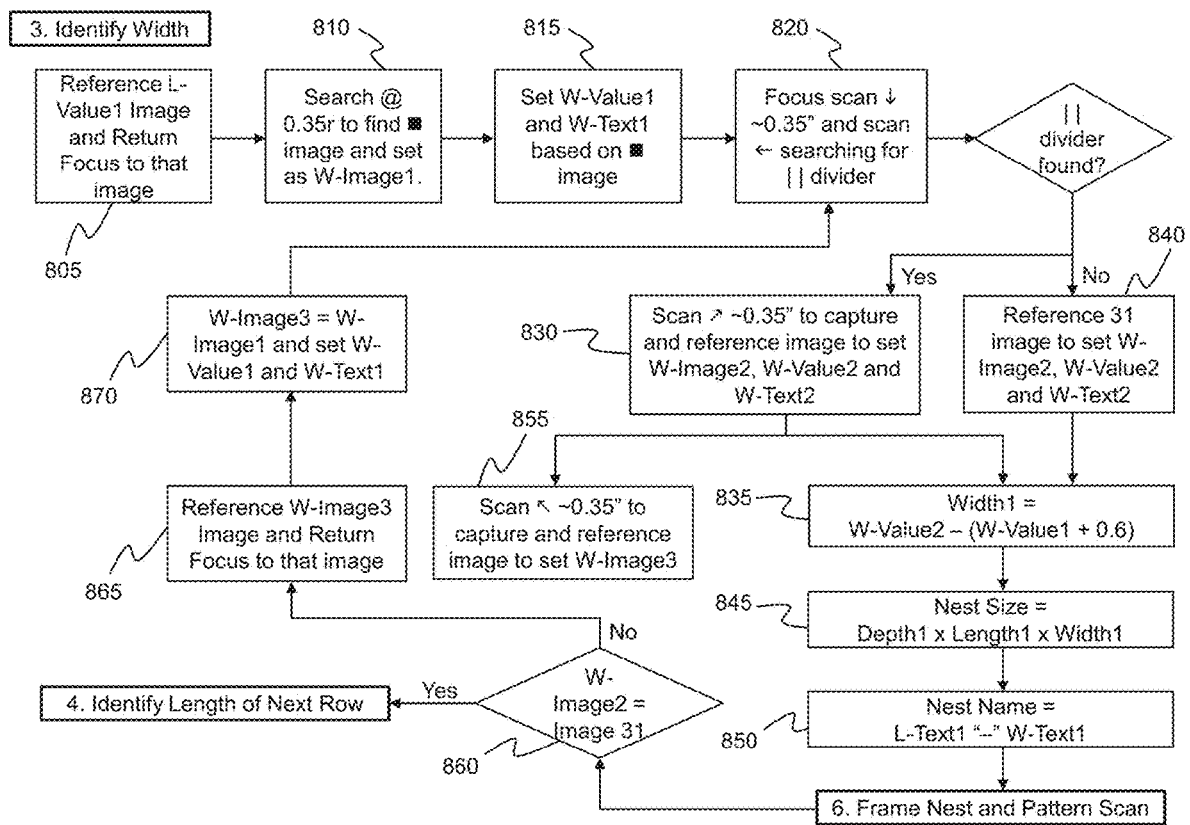 3. Identify Width
810
815
820
Reference L-
Value1 Image
and Return
Focus to that
image
Search @
0.35r to find ■
image and set
as W-Image1.
Set W-Value1
and W-Text1
based on ■
image
Focus scan ↓
~0.35" and scan
← searching for
|| divider
||
divider
found?
805
Yes
No
840
W-Image3 = W-
Image1 and set W-
Value1 and W-Text1
870
830
Scan ↗ ~0.35" to capture
and reference image to set
W-Image2, W-Value2 and
W-Text2
Reference 31
image to set W-
Image2, W-Value2
and W-Text2
855
Reference W-Image3
Image and Return
Focus to that image
865
Scan ↖ ~0.35" to
capture and reference
image to set W-Image3
835
Width1 =
W-Value2 – (W-Value1 + 0.6)
845
Nest Size =
Depth1 x Length1 x Width1
No
4. Identify Length of Next Row
Yes
W-
Image2 =
Image 31
860
850
Nest Name =
L-Text1 "--" W-Text1
6. Frame Nest and Pattern Scan